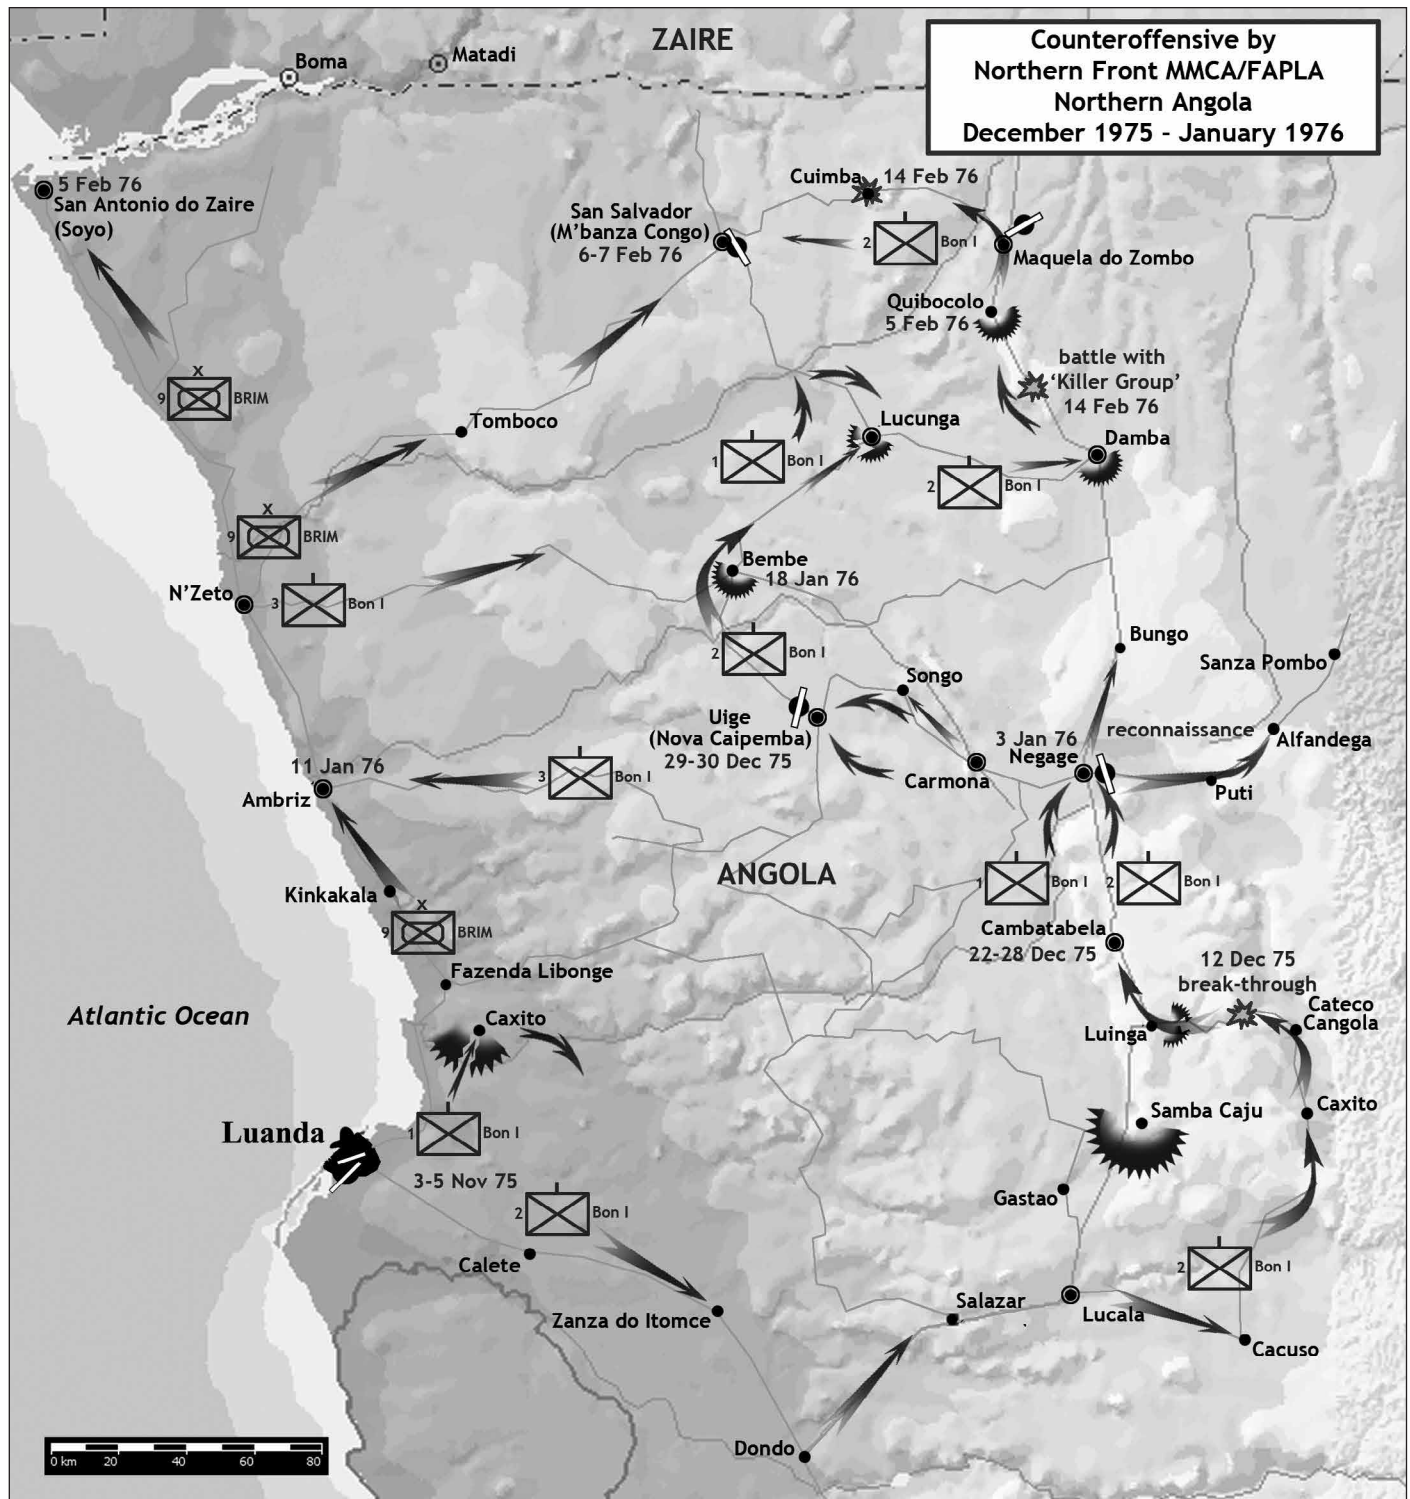 ZAIRE
Counteroffensive by
Northern Front MMCA/FAPLA
Northern Angola
December 1975 - January 1976
Boma
Matadi
5 Feb 76
San Antonio do Zaire
(Soyo)
Cuimba
14 Feb 76
San Salvador
(M'banza Congo)
6-7 Feb 76
2
Bon I
Maquela do Zombo
Quibocolo
5 Feb 76
battle with
'Killer Group'
14 Feb 76
x
9
BRIM
Tomboco
Lucunga
Damba
1
Bon I
2
Bon I
x
9
BRIM
N'Zeto
3
Bon I
Bembe
18 Jan 76
2
Bon I
Bungo
Sanza Pombo
Songo
Uige
(Nova Caipemba)
29-30 Dec 75
3 Jan 76
Negage
reconnaissance
Alfandega
Carmona
Puti
11 Jan 76
Ambriz
3
Bon I
ANGOLA
Kinkakala
1
Bon I
2
Bon I
x
9
BRIM
Cambatabela
22-28 Dec 75
12 Dec 75
break-through
Fazenda Libonge
Cateco
Cangola
Atlantic Ocean
Caxito
Luinga
Luanda
1
Bon I
Samba Caju
Caxito
3-5 Nov 75
2
Bon I
Gastao
Calete
2
Bon I
Zanza do Itomce
Salazar
Lucala
Cacuso
Dondo
0 km 20 40 60 80